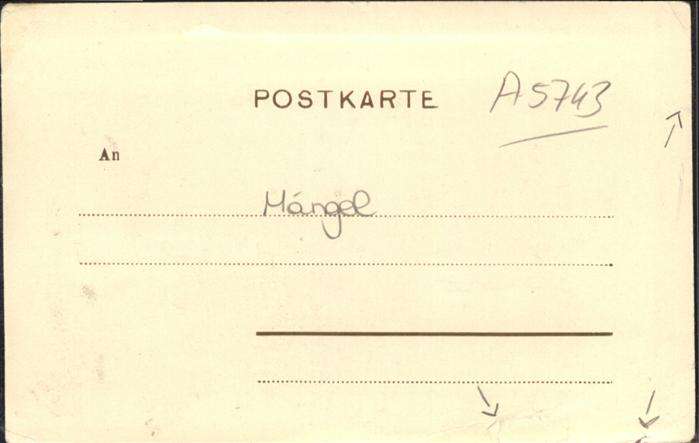 POSTKARTE
A5743
An
Mängel